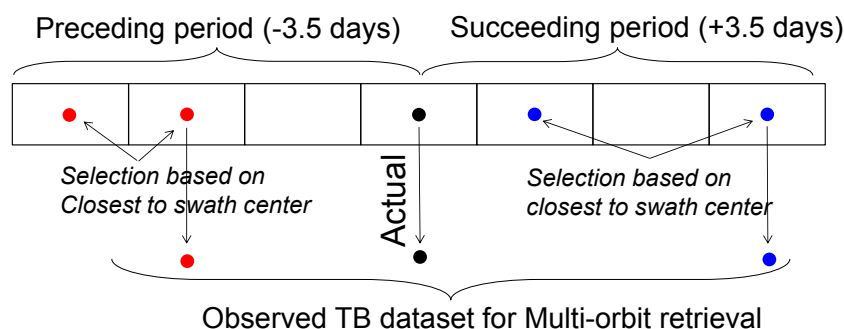 Preceding period (-3.5 days)
Succeeding period (+3.5 days)
Selection based on
Closest to swath center
Actual
Selection based on
closest to swath center
Observed TB dataset for Multi-orbit retrieval